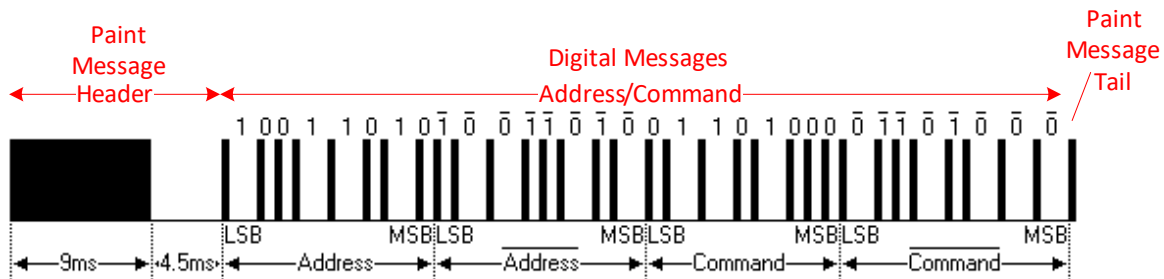 Paint
Message
Header
Digital Messages
Address/Command
Paint
Message
Tail
1 0 0 1 1 0 1 0 1̅ 0̅ 0̅ 1̅ 1̅ 0̅ 1̅ 0̅ 0 1 1 0 1 0 0 0 0̅ 1̅ 1̅ 0̅ 1̅ 0̅ 0̅ 0̅
LSB MSB LSB MSB LSB MSB LSB MSB
9ms 4.5ms Address A̅d̅d̅r̅e̅s̅s̅ Command C̅o̅m̅m̅a̅n̅d̅